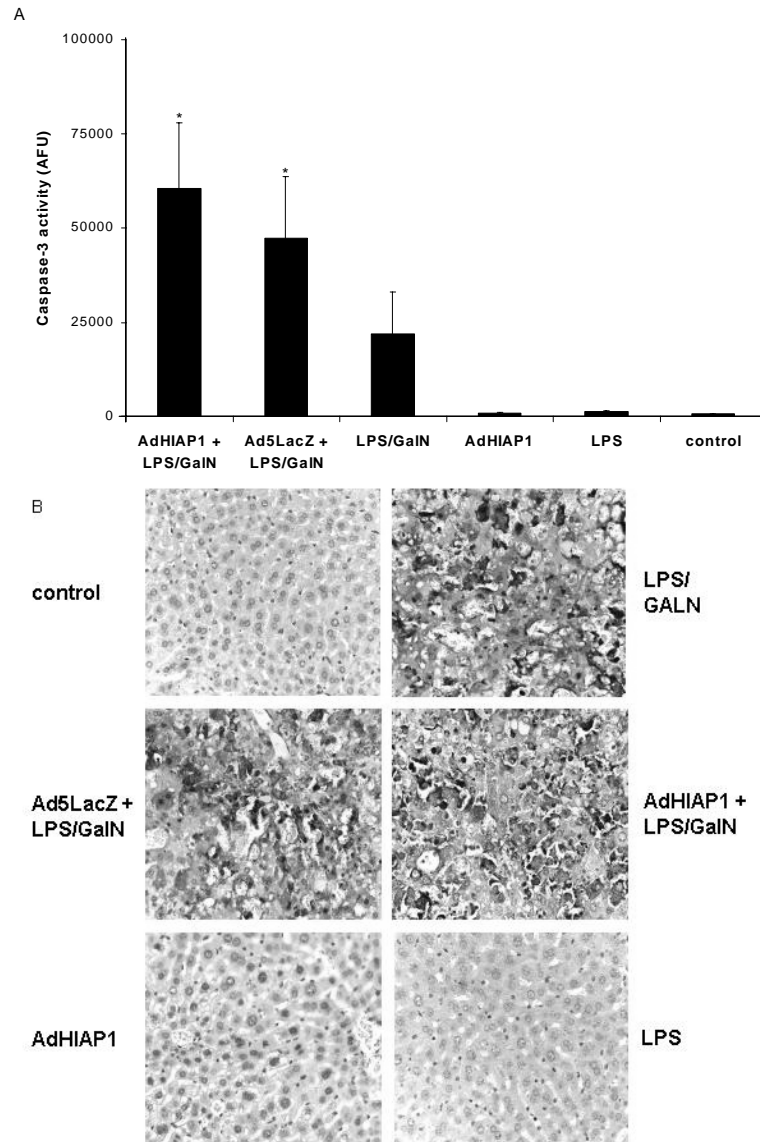 A
100000
75000
50000
25000
0
Caspase-3 activity (AFU)
*
*
AdHIAP1 +
LPS/GalN
Ad5LacZ +
LPS/GalN
LPS/GalN
AdHIAP1
LPS
control
B
control
LPS/
GALN
Ad5LacZ +
LPS/GalN
AdHIAP1 +
LPS/GalN
AdHIAP1
LPS